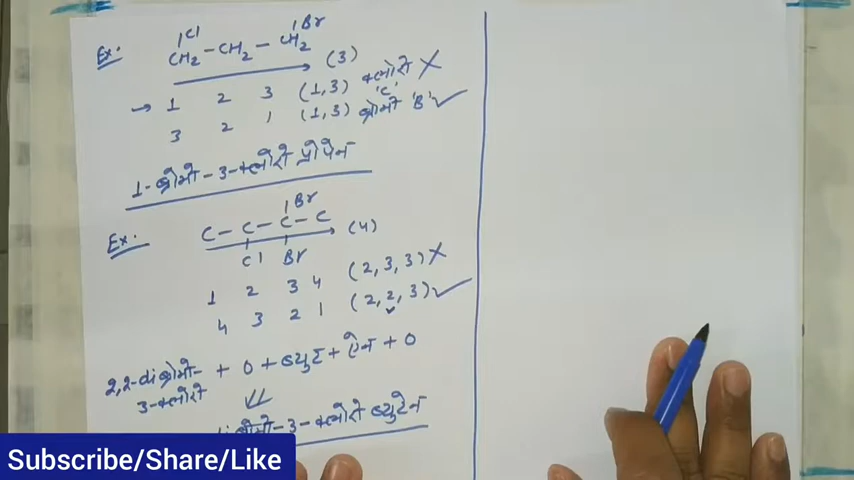 Ex. Cl Br
CH2 - CH2 - CH2 (3)
→ 1 2 3 (1,3) क्लोरो 'C' ✗
3 2 1 (1,3) ब्रोमो 'B' ✓
1-ब्रोमो-3-क्लोरो प्रोपेन
Br
Ex. C - C - C - C (4)
Cl Br
1 2 3 4 (2,3,3) ✗
4 3 2 1 (2,2,3) ✓
2,2-di ब्रोमो- + 0 + ब्युट + ऐन + 0
3-क्लोरो
di ब्रोमो-3-क्लोरो ब्युटेन
Subscribe/Share/Like